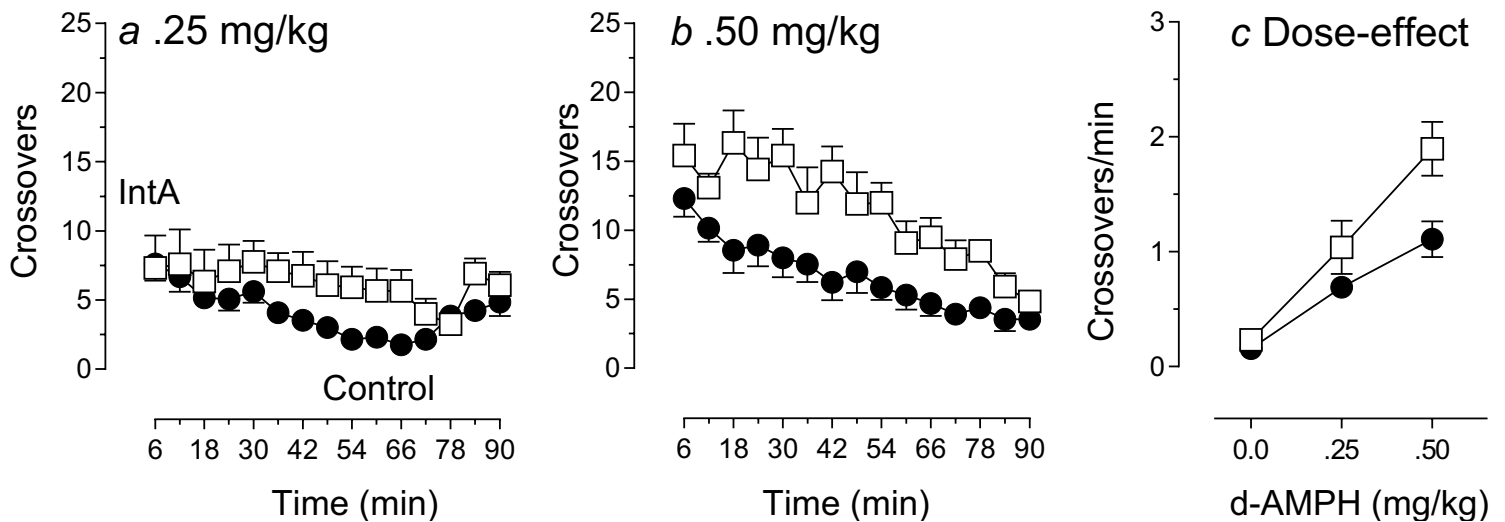 a .25 mg/kg
Crossovers
25
20
15
10
5
0
IntA
Control
6 18 30 42 54 66 78 90
Time (min)
b .50 mg/kg
Crossovers
25
20
15
10
5
0
6 18 30 42 54 66 78 90
Time (min)
c Dose-effect
Crossovers/min
3
2
1
0
0.0 .25 .50
d-AMPH (mg/kg)